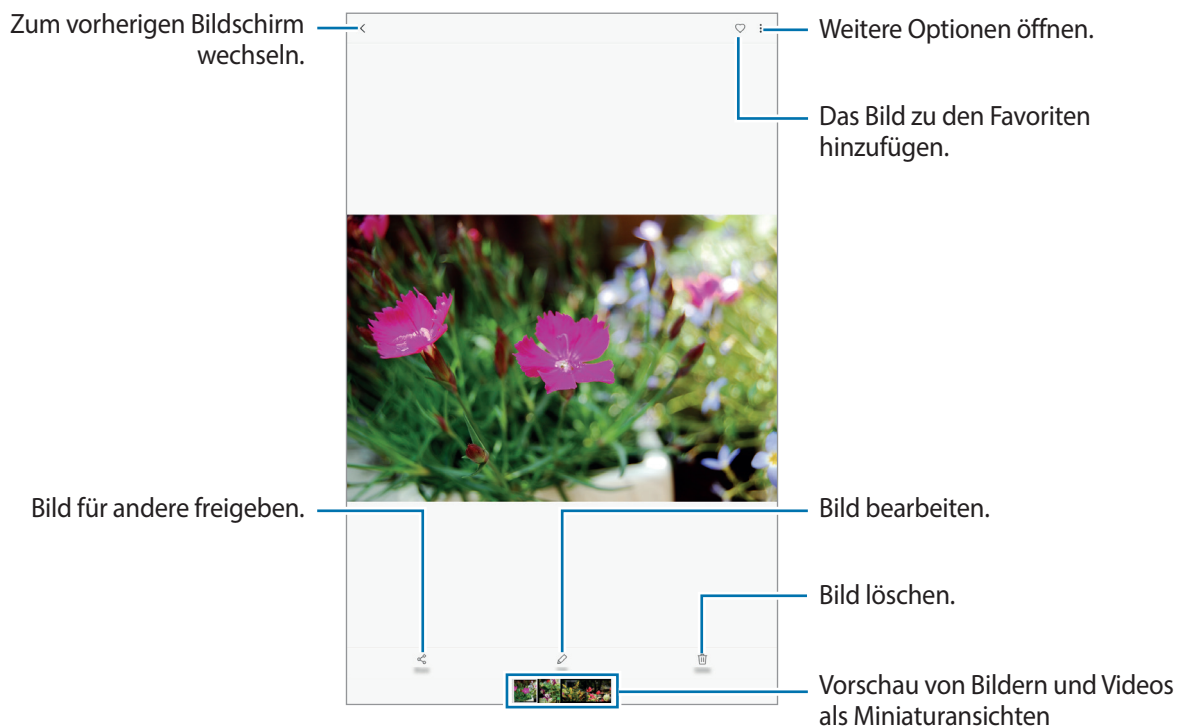 Zum vorherigen Bildschirm
wechseln.
Weitere Optionen öffnen.
Das Bild zu den Favoriten
hinzufügen.
Bild für andere freigeben.
Bild bearbeiten.
Bild löschen.
Vorschau von Bildern und Videos
als Miniaturansichten